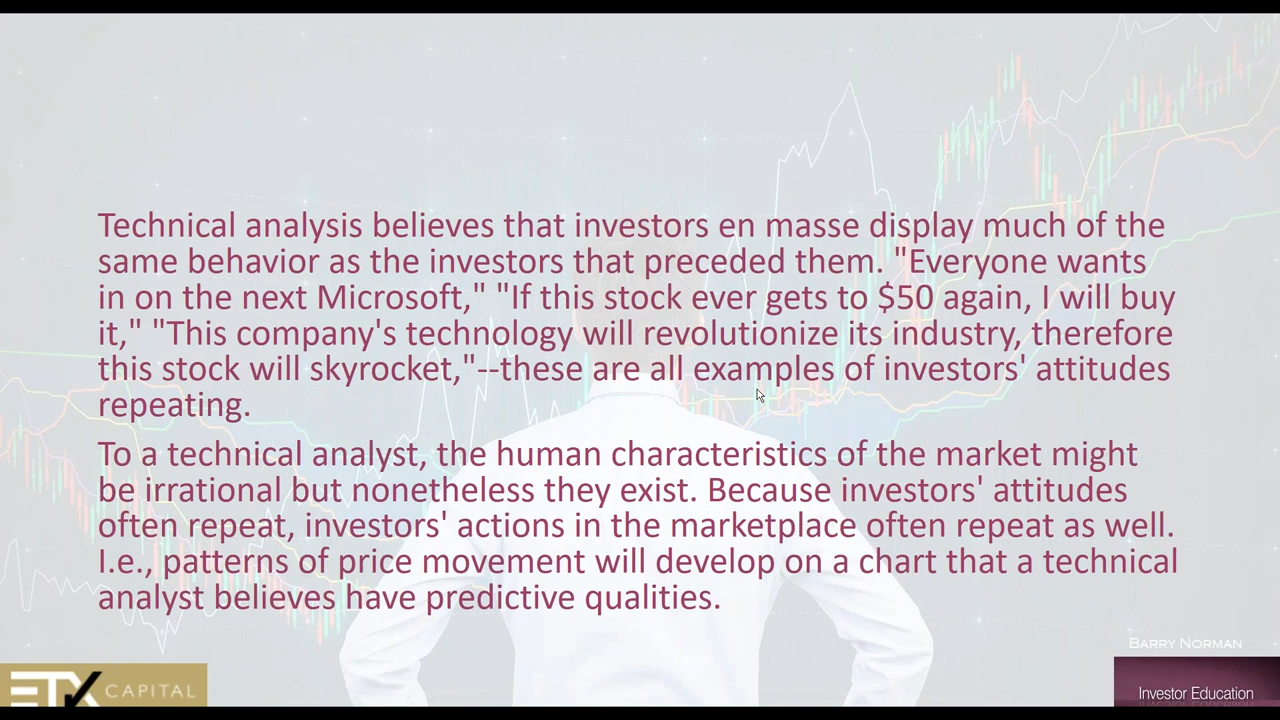 Technical analysis believes that investors en masse display much of the
same behavior as the investors that preceded them. "Everyone wants
in on the next Microsoft," "If this stock ever gets to $50 again, I will buy
it," "This company's technology will revolutionize its industry, therefore
this stock will skyrocket,"--these are all examples of investors' attitudes
repeating.
To a technical analyst, the human characteristics of the market might
be irrational but nonetheless they exist. Because investors' attitudes
often repeat, investors' actions in the marketplace often repeat as well.
I.e., patterns of price movement will develop on a chart that a technical
analyst believes have predictive qualities.
Barry Norman
ETX CAPITAL
Investor Education